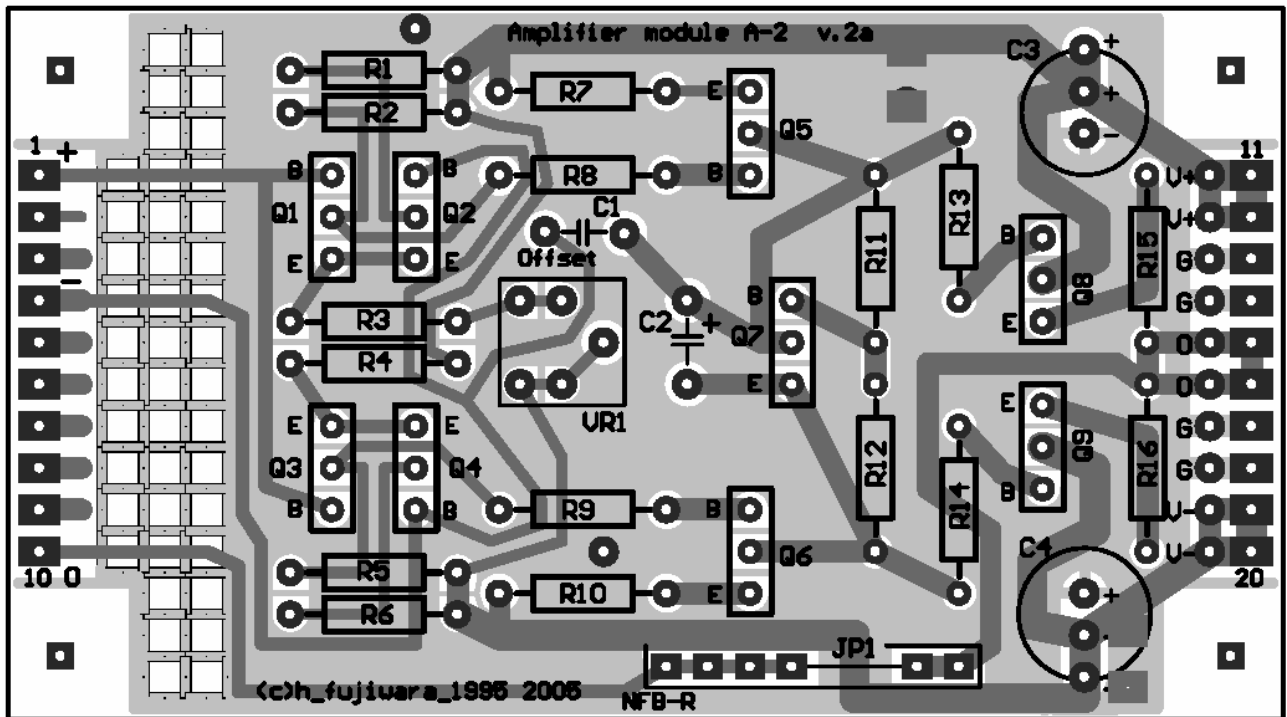 Amplifier module A-2 v.2a
C3
+
+
-
R1
R2
R7
E
Q5
B
1 +
11
B
B
R8
V+
Q1
Q2
C1
R13
V+
E
E
Offset
R11
B
R15
G
-
Q8
G
R3
C2
+
B
Q7
E
O
R4
E
O
VR1
E
E
E
G
Q3
Q4
R12
Q9
R16
G
B
B
R9
B
R14
B
V-
Q6
C4
V-
10 0
R5
20
R6
R10
E
+
JP1
-
(c)h_fujiwara_1995 2005
NFB-R